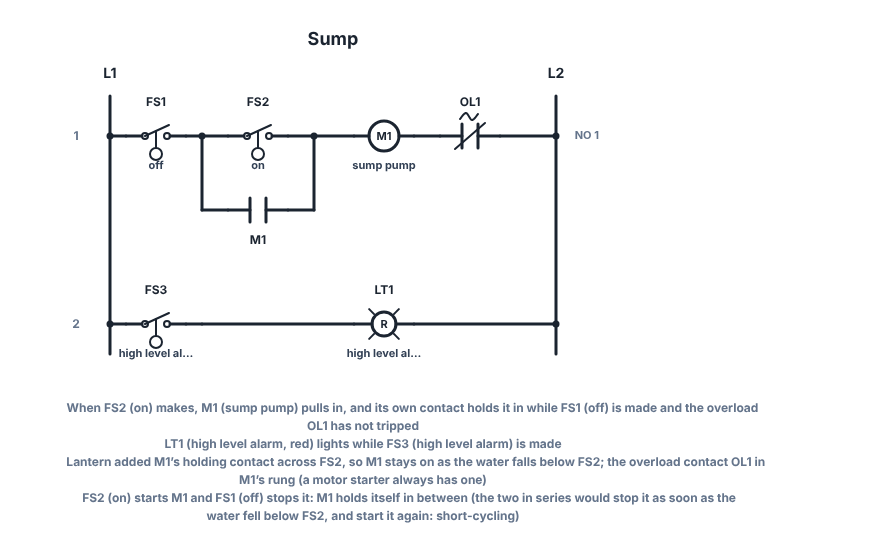 Sump
L1
L2
FS1
FS2
OL1
1
M1
NO 1
off
on
sump pump
M1
FS3
LT1
2
R
high level al...
high level al...
When FS2 (on) makes, M1 (sump pump) pulls in, and its own contact holds it in while FS1 (off) is made and the overload
OL1 has not tripped
LT1 (high level alarm, red) lights while FS3 (high level alarm) is made
Lantern added M1's holding contact across FS2, so M1 stays on as the water falls below FS2; the overload contact OL1 in
M1's rung (a motor starter always has one)
FS2 (on) starts M1 and FS1 (off) stops it: M1 holds itself in between (the two in series would stop it as soon as the
water fell below FS2, and start it again: short-cycling)